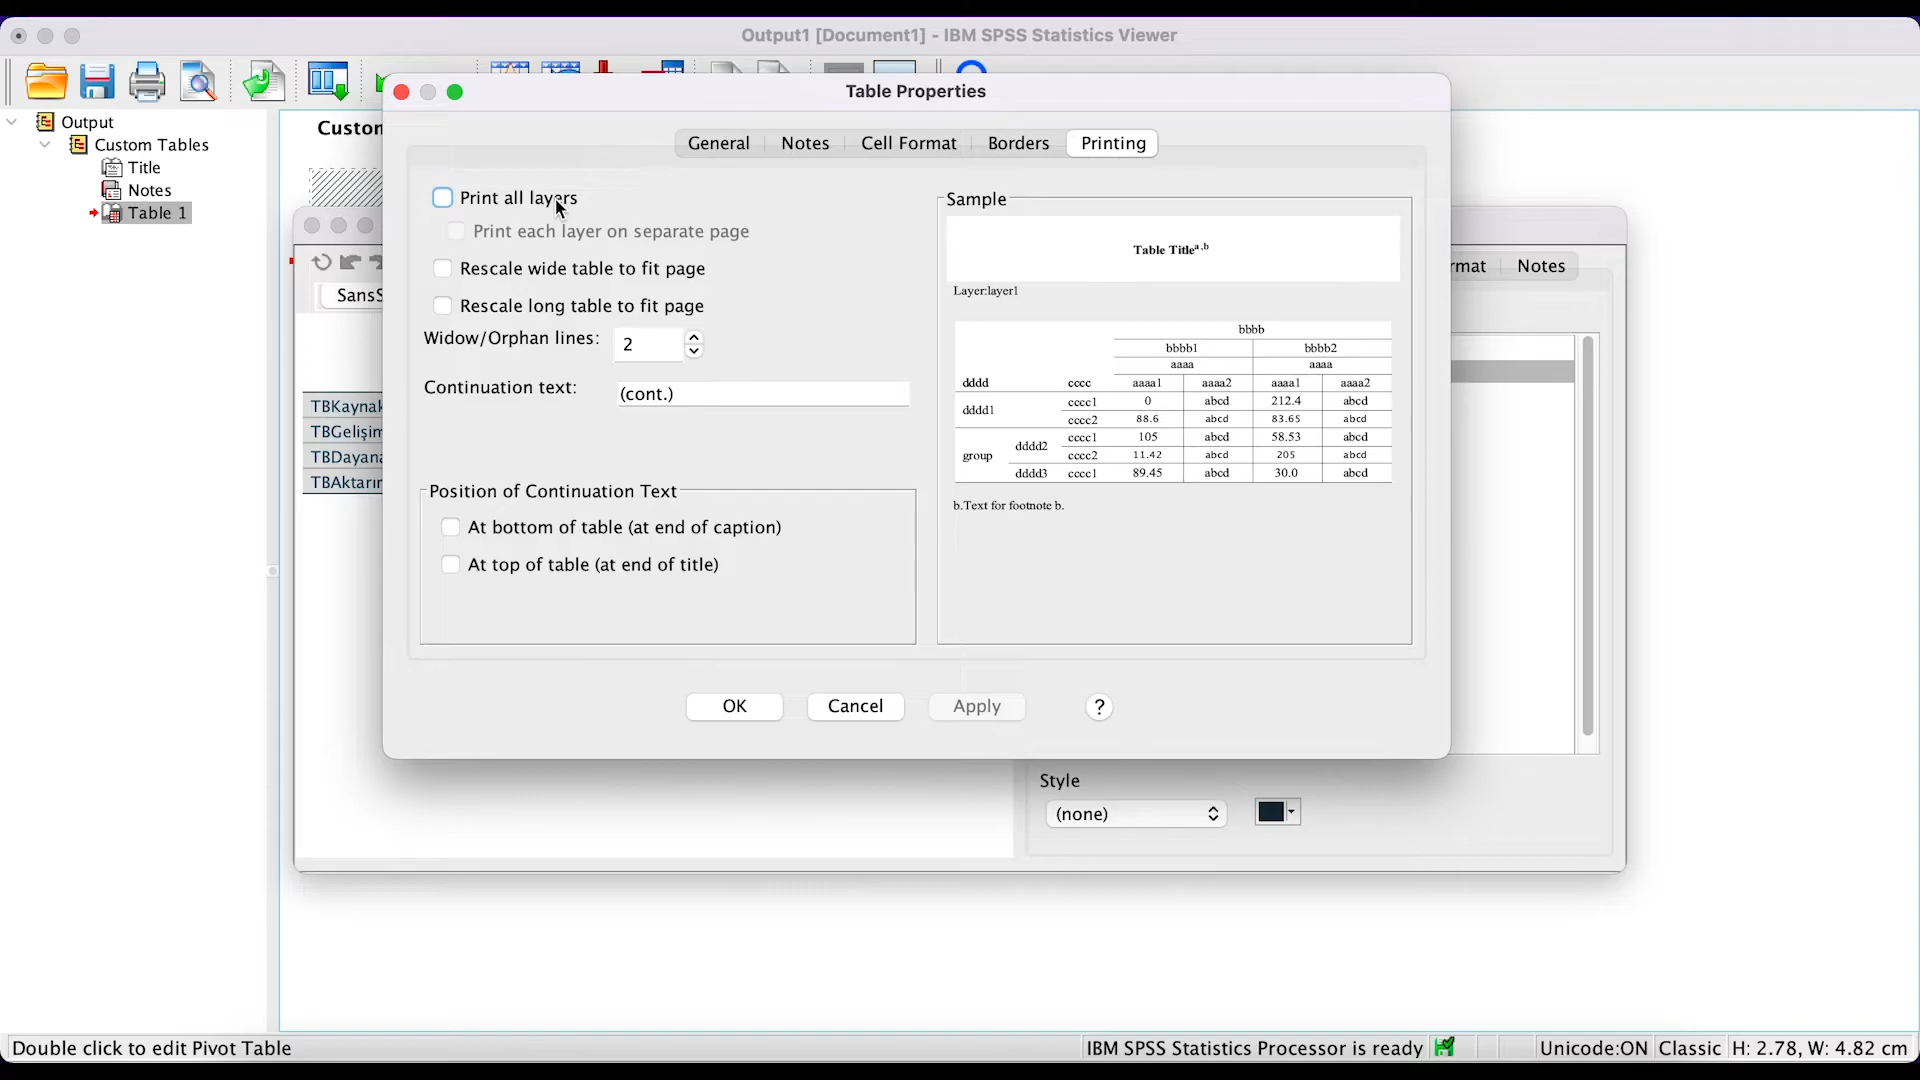 Output1 [Document1] - IBM SPSS Statistics Viewer
Output
Custom Tables
Title
Notes
Table 1
Table Properties
General
Notes
Cell Format
Borders
Printing
Print all layers
Print each layer on separate page
Rescale wide table to fit page
Rescale long table to fit page
Widow/Orphan lines: 2
Continuation text: (cont.)
Position of Continuation Text
At bottom of table (at end of caption)
At top of table (at end of title)
Sample
Table Titleᵃ,ᵇ
Layer:layer1
bbbb
bbbb1 bbbb2
aaaa aaaa
dddd cccc aaaa1 aaaa2 aaaa1 aaaa2
dddd1 cccc1 0 abcd 212.4 abcd
cccc2 88.6 abcd 83.65 abcd
group dddd2 cccc1 105 abcd 58.53 abcd
cccc2 11.42 abcd 205 abcd
dddd3 cccc1 89.45 abcd 30.0 abcd
b.Text for footnote b.
OK
Cancel
Apply
?
Custom
SansS
TBKaynak
TBGelişim
TBDayana
TBAktarım
rmat
Notes
Style
(none)
Double click to edit Pivot Table
IBM SPSS Statistics Processor is ready
Unicode:ON
Classic
H: 2.78, W: 4.82 cm